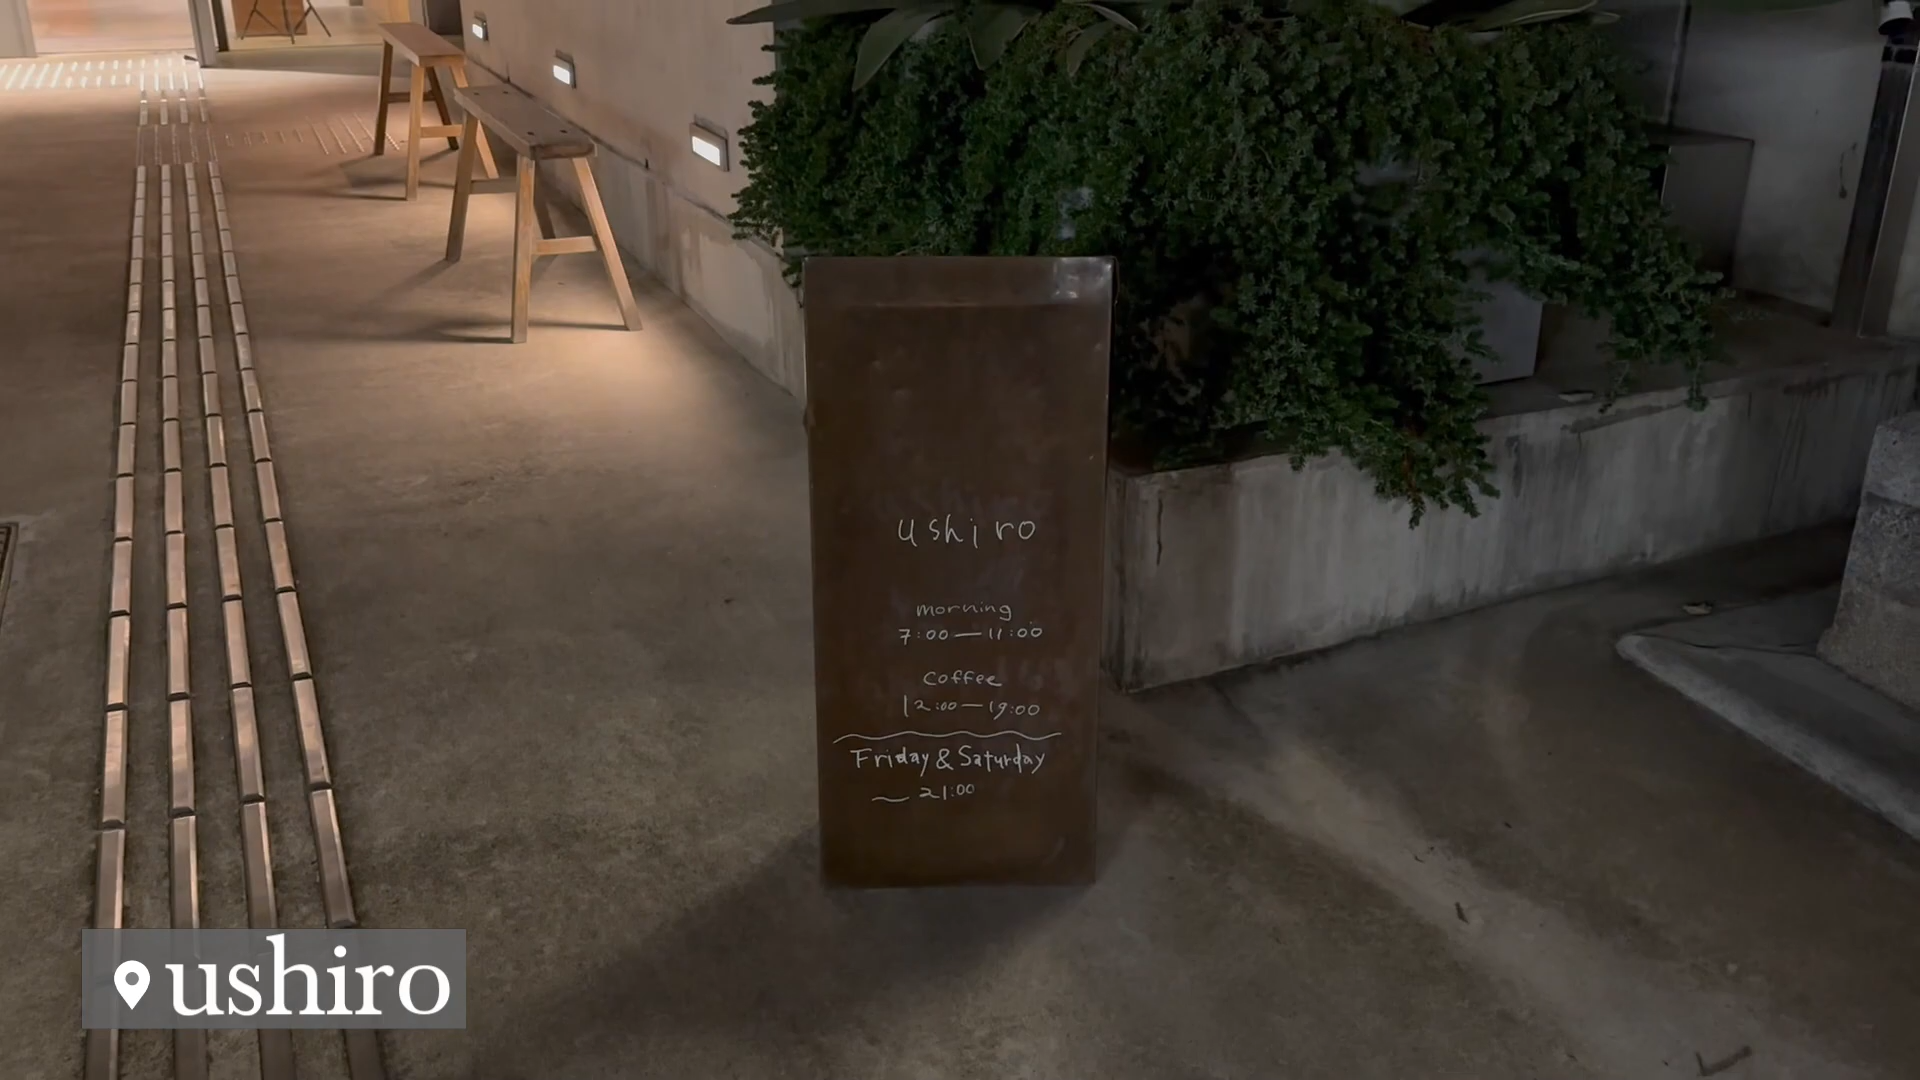 ushiro
morning
7:00—11:00
coffee
12:00—19:00
Friday & Saturday
〜 21:00
ushiro